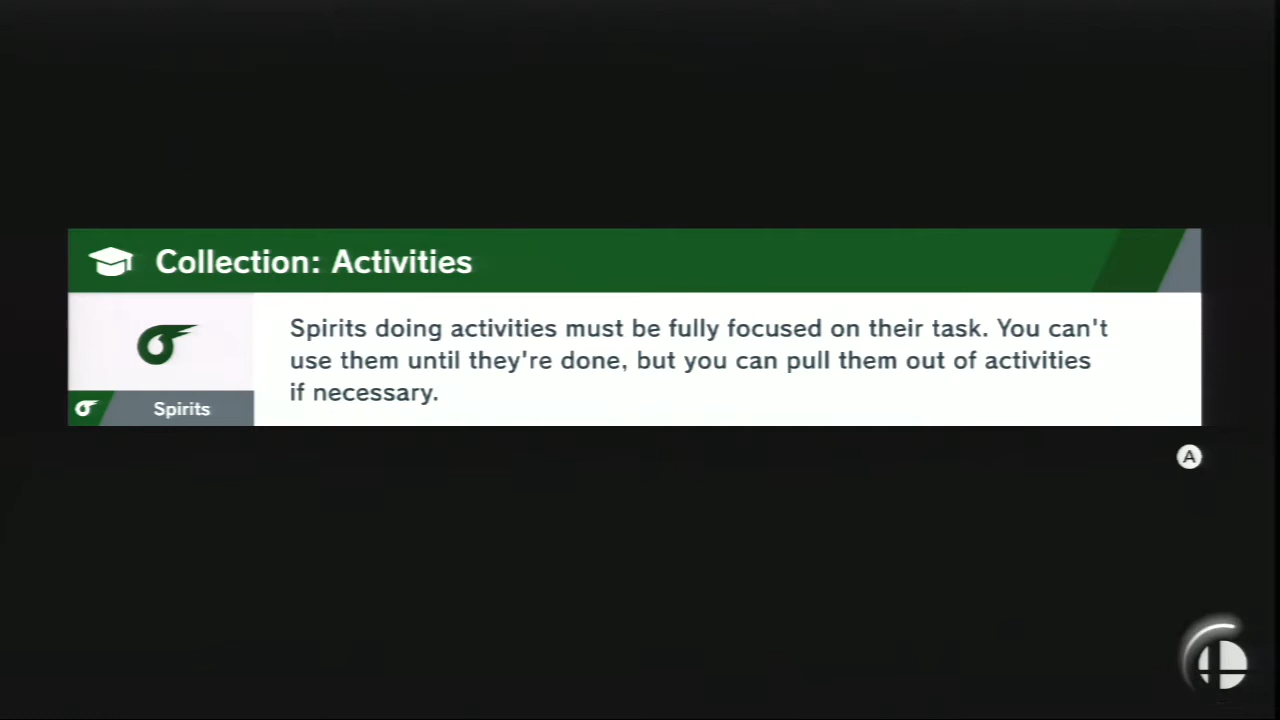 Collection: Activities
Spirits doing activities must be fully focused on their task. You can't
use them until they're done, but you can pull them out of activities
if necessary.
Spirits
A